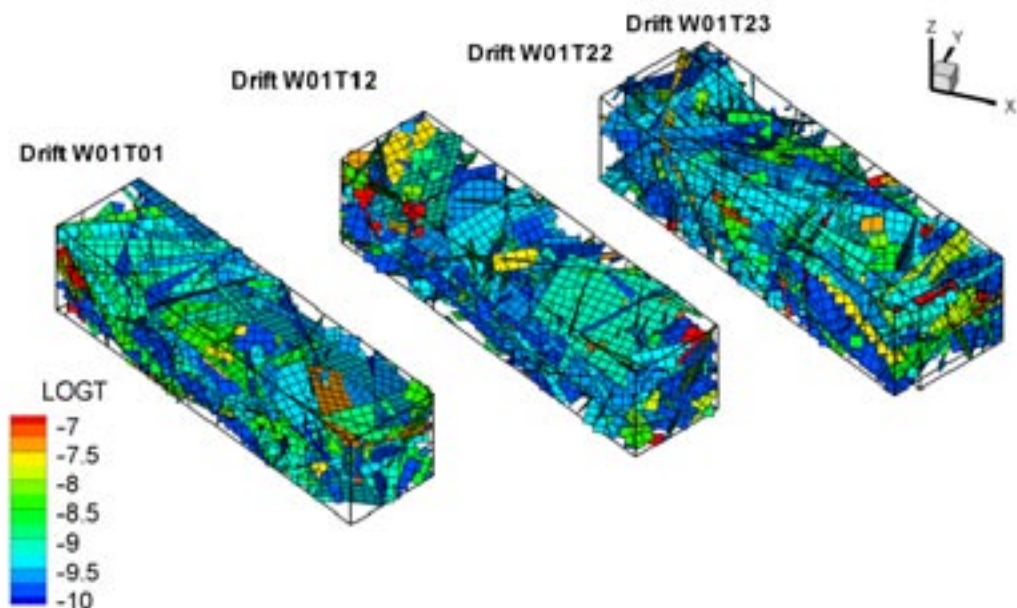 Drift W01T23
Drift W01T22
Drift W01T12
Drift W01T01
Z
Y
X
LOGT
-7
-7.5
-8
-8.5
-9
-9.5
-10